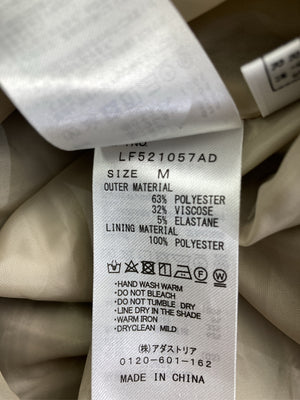 LF521057AD
SIZE M
OUTER MATERIAL
63% POLYESTER
32% VISCOSE
5% ELASTANE
LINING MATERIAL
100% POLYESTER
・HAND WASH WARM
・DO NOT BLEACH
・DO NOT TUMBLE DRY
・LINE DRY IN THE SHADE
・WARM IRON
・DRYCLEAN MILD
(株)アダストリア
0120-601-162
MADE IN CHINA